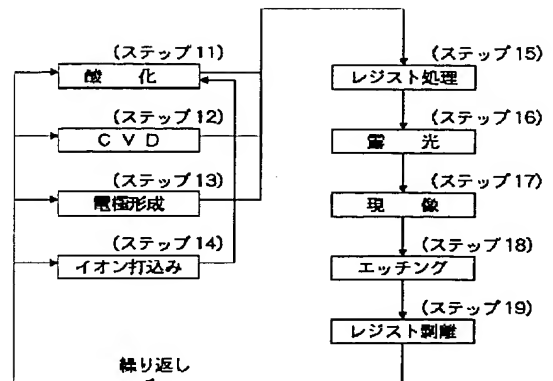 (ステップ11)
酸 化
(ステップ12)
CVD
(ステップ13)
電極形成
(ステップ14)
イオン打込み
(ステップ15)
レジスト処理
(ステップ16)
露 光
(ステップ17)
現 像
(ステップ18)
エッチング
(ステップ19)
レジスト剥離
繰り返し